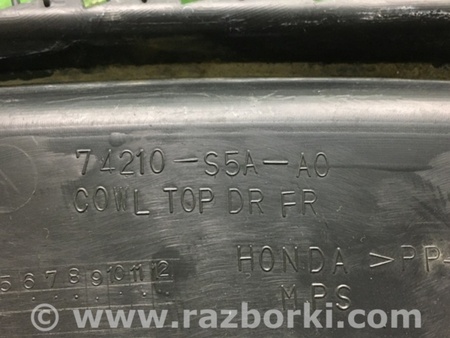 74210-S5A-A0
COWL TOP DR FR
HONDA >PP
MPS
5 6 7 8 9 10 11 12
www.razborki.com